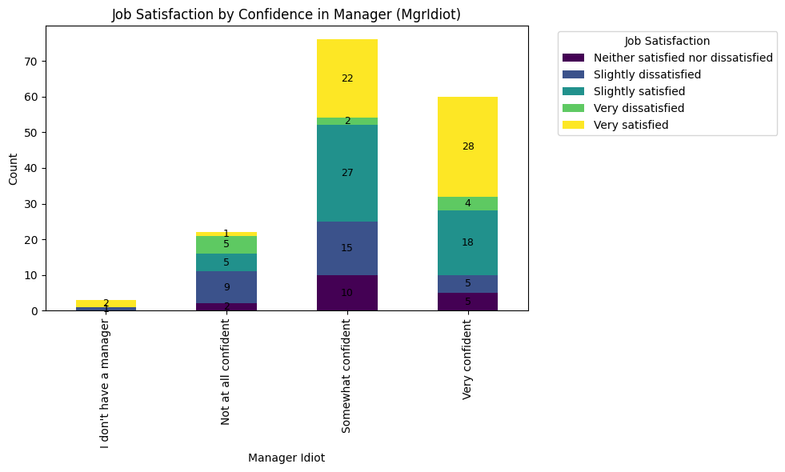 Job Satisfaction by Confidence in Manager (MgrIdiot)
Job Satisfaction
Neither satisfied nor dissatisfied
Slightly dissatisfied
Slightly satisfied
Very dissatisfied
Very satisfied
Count
70
60
50
40
30
20
10
0
2
1
1
5
5
9
2
22
2
27
15
10
28
4
18
5
5
I don't have a manager
Not at all confident
Somewhat confident
Very confident
Manager Idiot